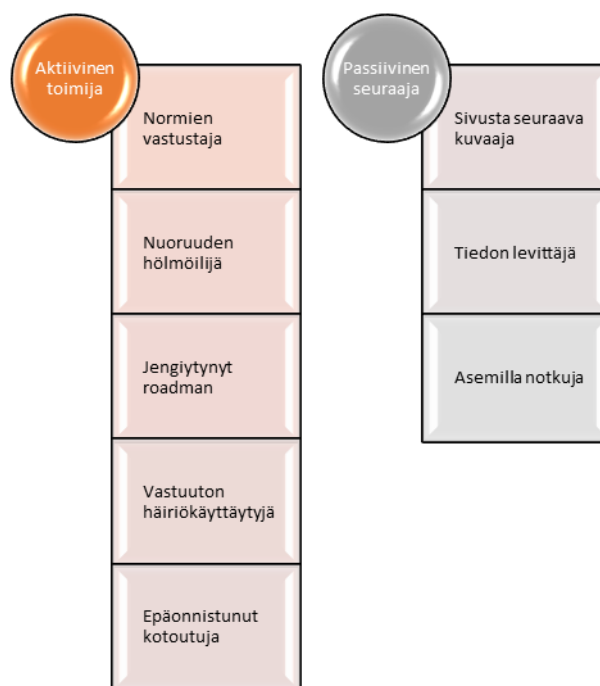 Aktiivinen
toimija
Normien
vastustaja
Nuoruuden
hölmöilijä
Jengiytynyt
roadman
Vastuuton
häiriökäyttäytyjä
Epäonnistunut
kotoutuja
Passiivinen
seuraaja
Sivusta seuraava
kuvaaja
Tiedon levittäjä
Asemilla notkuja